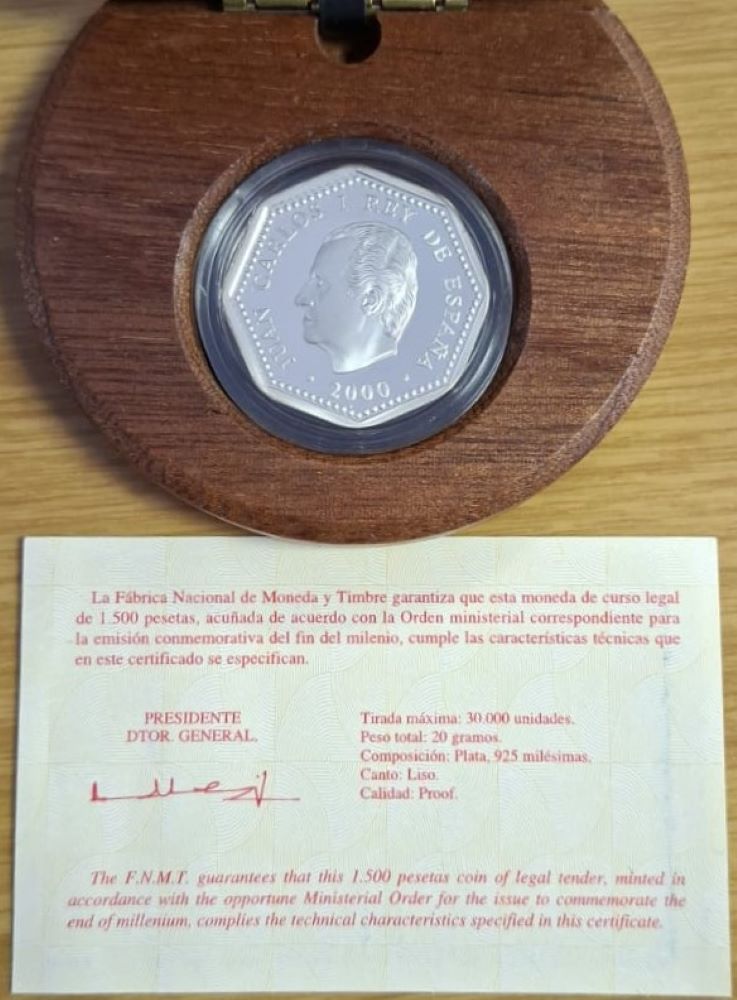 JUAN CARLOS I REY DE ESPAÑA
· 2000 ·
La Fábrica Nacional de Moneda y Timbre garantiza que esta moneda de curso legal
de 1.500 pesetas, acuñada de acuerdo con la Orden ministerial correspondiente para
la emisión conmemorativa del fin del milenio, cumple las características técnicas que
en este certificado se especifican.
PRESIDENTE
DTOR. GENERAL.
Tirada máxima: 30.000 unidades.
Peso total: 20 gramos.
Composición: Plata, 925 milésimas.
Canto: Liso.
Calidad: Proof.
The F.N.M.T. guarantees that this 1.500 pesetas coin of legal tender, minted in
accordance with the opportune Ministerial Order for the issue to commemorate the
end of millenium, complies the technical characteristics specified in this certificate.